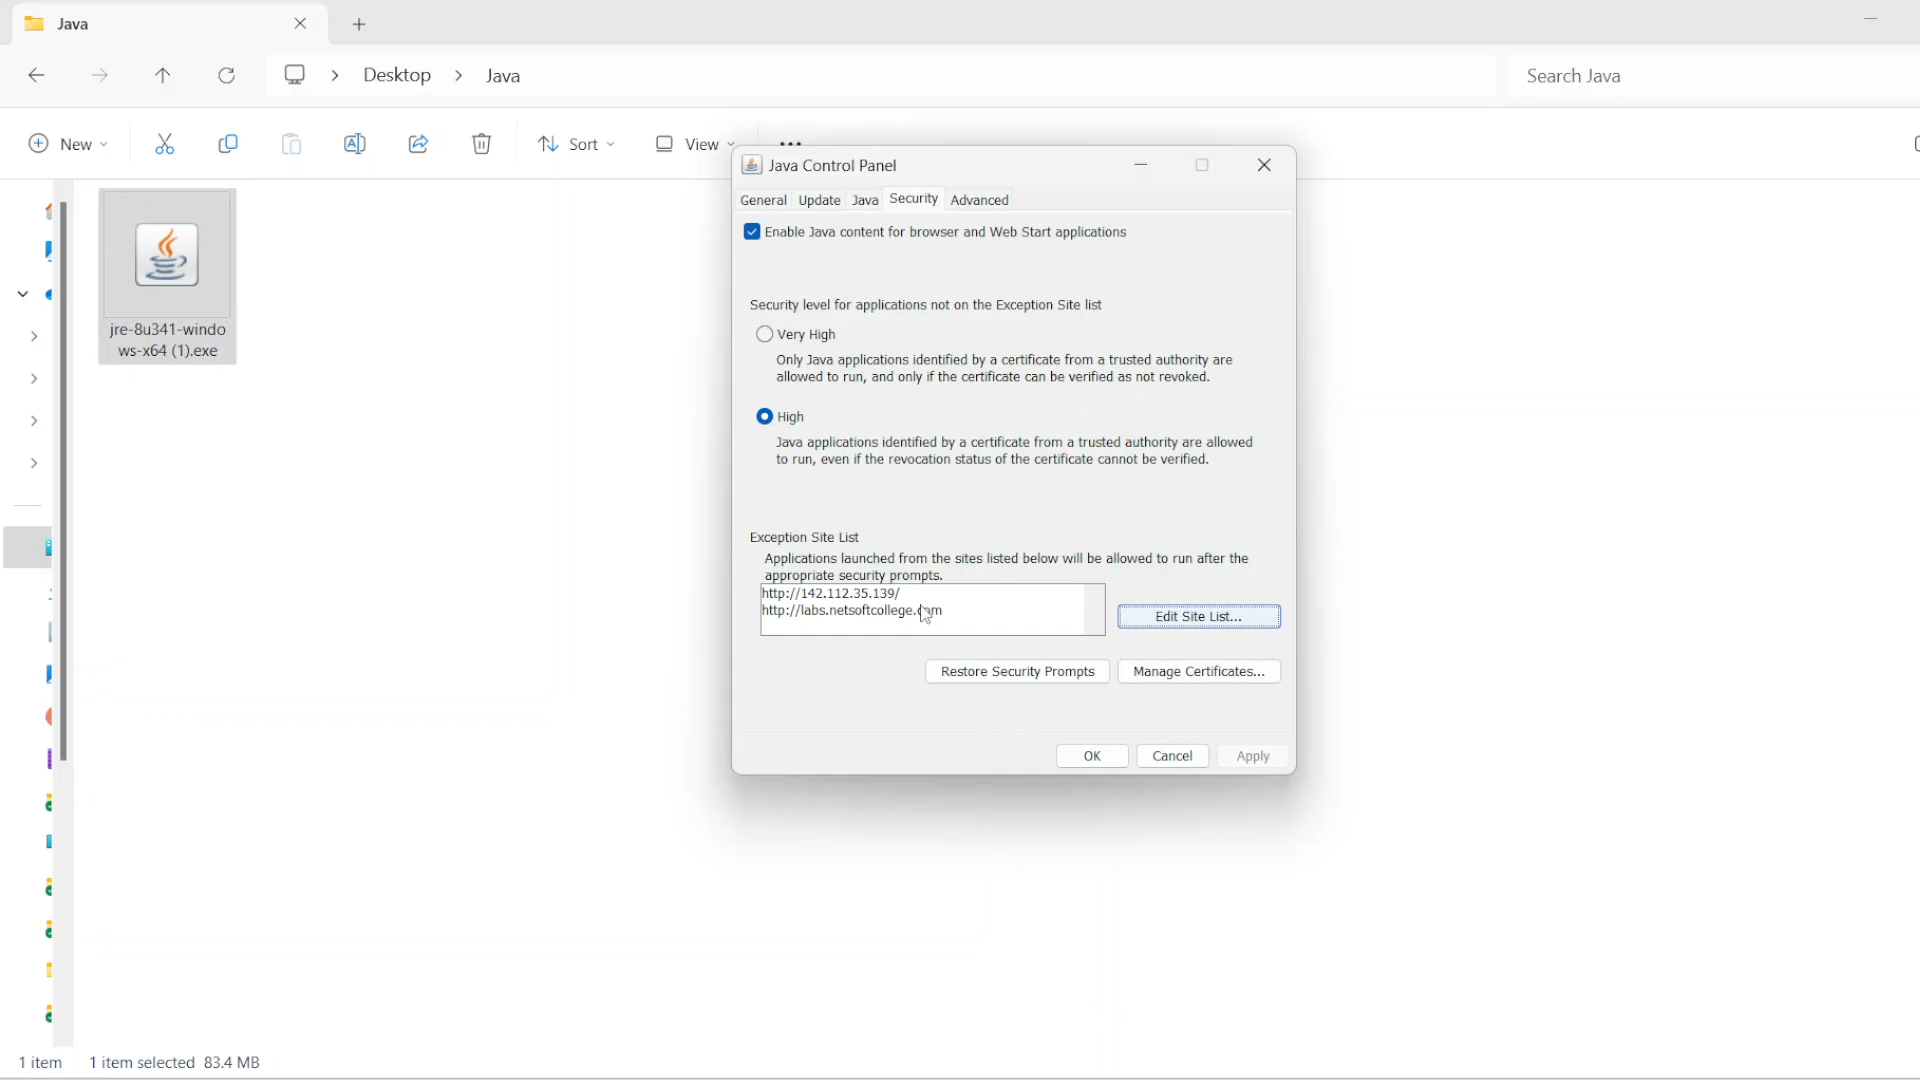 Java
Desktop
Java
Search Java
New
Sort
View
jre-8u341-windo
ws-x64 (1).exe
Java Control Panel
General Update Java Security Advanced
Enable Java content for browser and Web Start applications
Security level for applications not on the Exception Site list
Very High
Only Java applications identified by a certificate from a trusted authority are
allowed to run, and only if the certificate can be verified as not revoked.
High
Java applications identified by a certificate from a trusted authority are allowed
to run, even if the revocation status of the certificate cannot be verified.
Exception Site List
Applications launched from the sites listed below will be allowed to run after the
appropriate security prompts.
http://142.112.35.139/
http://labs.netsoftcollege.com
Edit Site List...
Restore Security Prompts
Manage Certificates...
OK
Cancel
Apply
1 item
1 item selected 83.4 MB